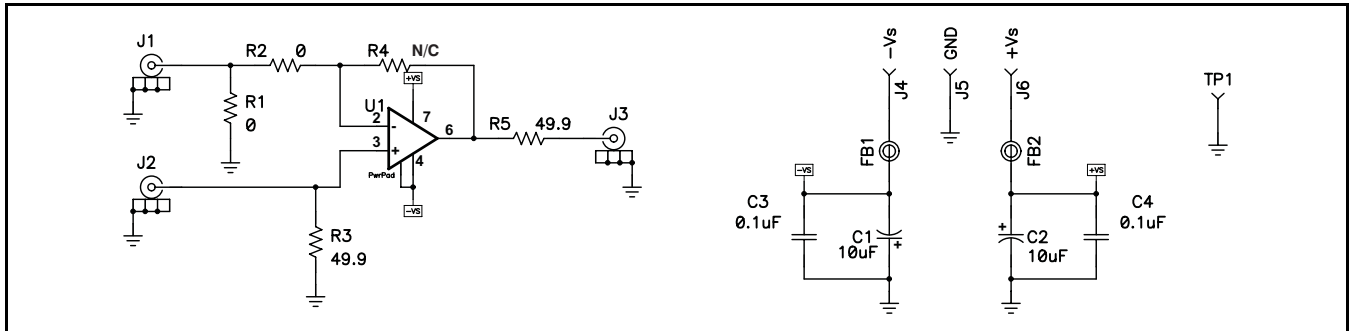 J1
R2 0
R4 N/C
+VS
R1
0
U1
7
2
-
6
3
+
4
PwrPad
-VS
R5 49.9
J3
J2
R3
49.9
-Vs
J4
GND
J5
+Vs
J6
TP1
FB1
FB2
-VS
+VS
C3
0.1uF
C1
10uF
+
+
C2
10uF
C4
0.1uF